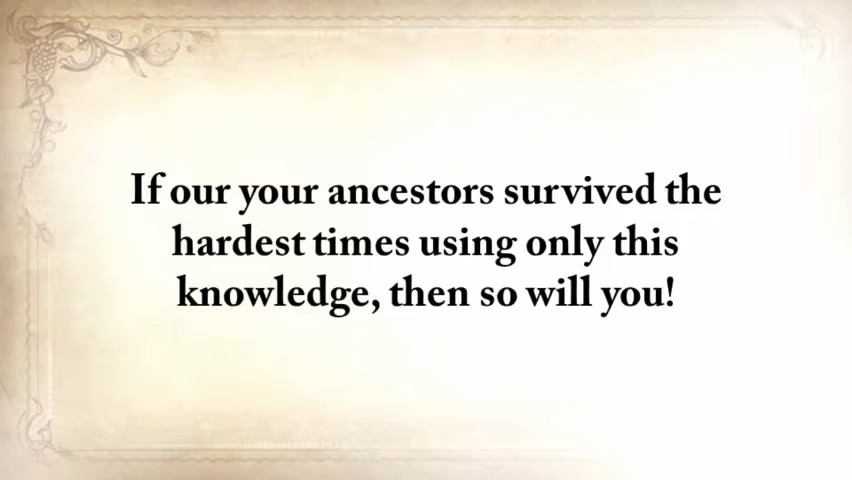 If our your ancestors survived the
hardest times using only this
knowledge, then so will you!